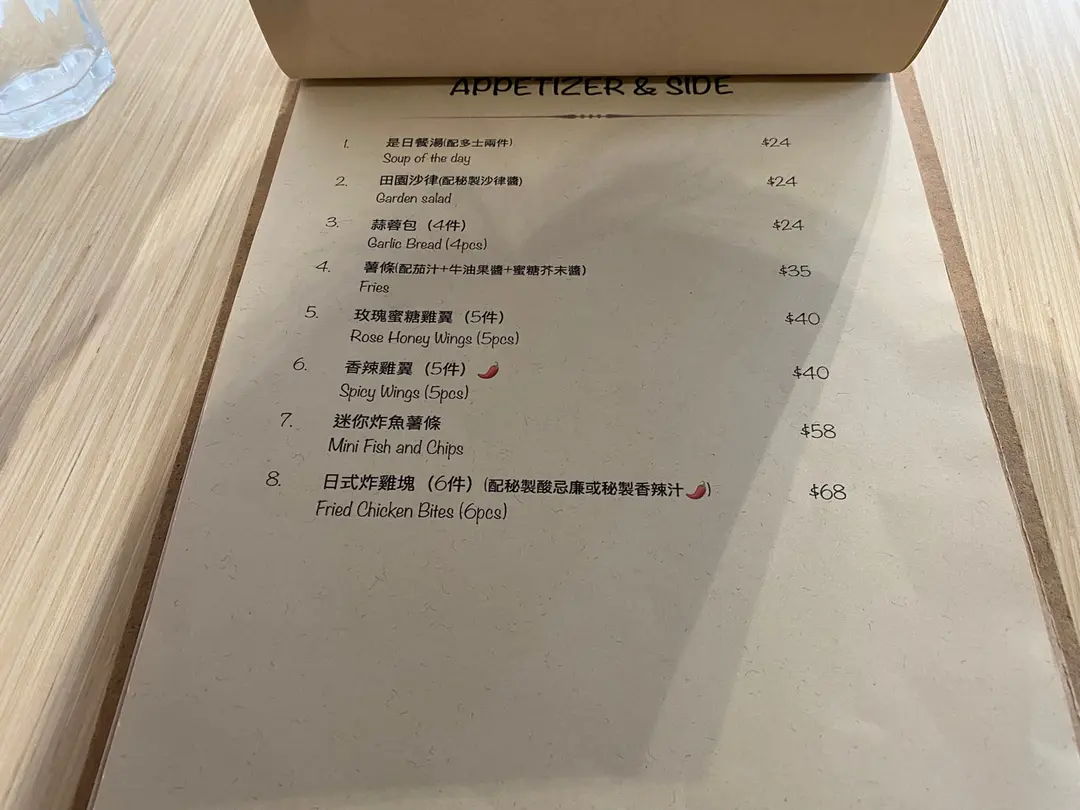 APPETIZER & SIDE
1. 是日餐湯(配多士兩件) $24
Soup of the day
2. 田園沙律(配秘製沙律醬) $24
Garden salad
3. 蒜蓉包 (4件) $24
Garlic Bread (4pcs)
4. 薯條(配茄汁+牛油果醬+蜜糖芥末醬) $35
Fries
5. 玫瑰蜜糖雞翼 (5件) $40
Rose Honey Wings (5pcs)
6. 香辣雞翼 (5件) $40
Spicy Wings (5pcs)
7. 迷你炸魚薯條 $58
Mini Fish and Chips
8. 日式炸雞塊 (6件) (配秘製酸忌廉或秘製香辣汁) $68
Fried Chicken Bites (6pcs)